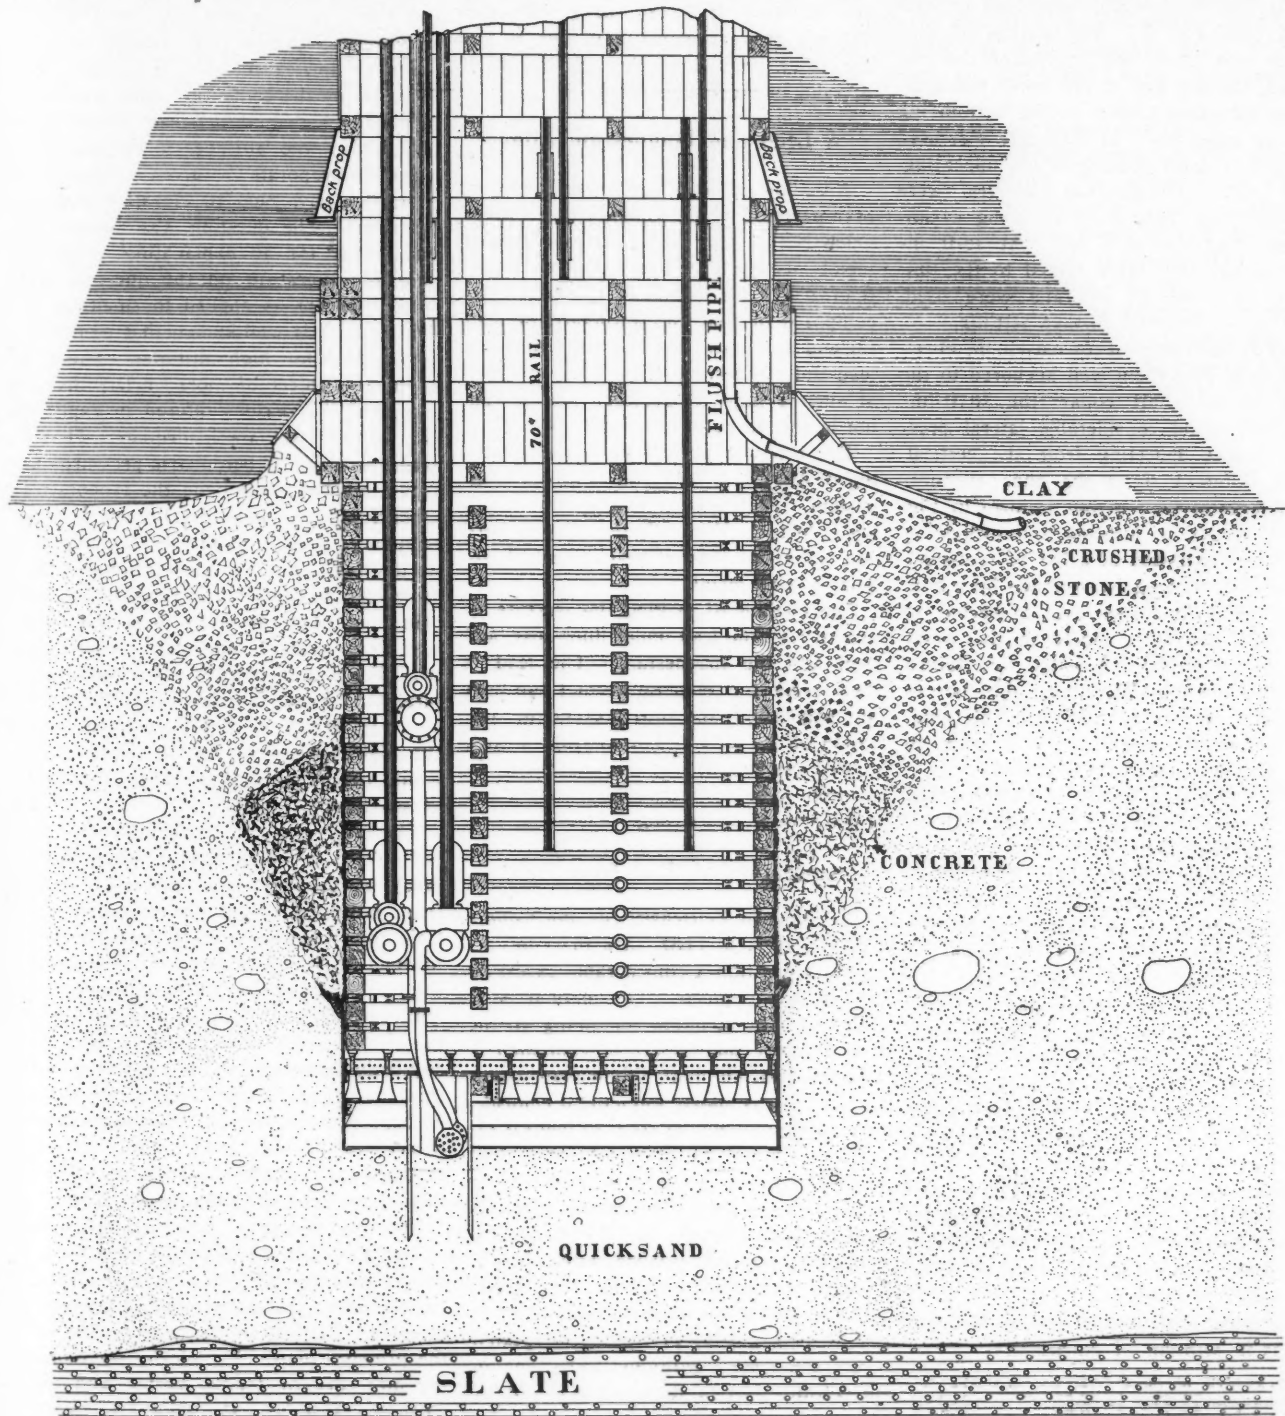 Back prop
Back prop
70" RAIL
FLUSH PIPE
CLAY
CRUSHED
STONE
CONCRETE
QUICKSAND
SLATE